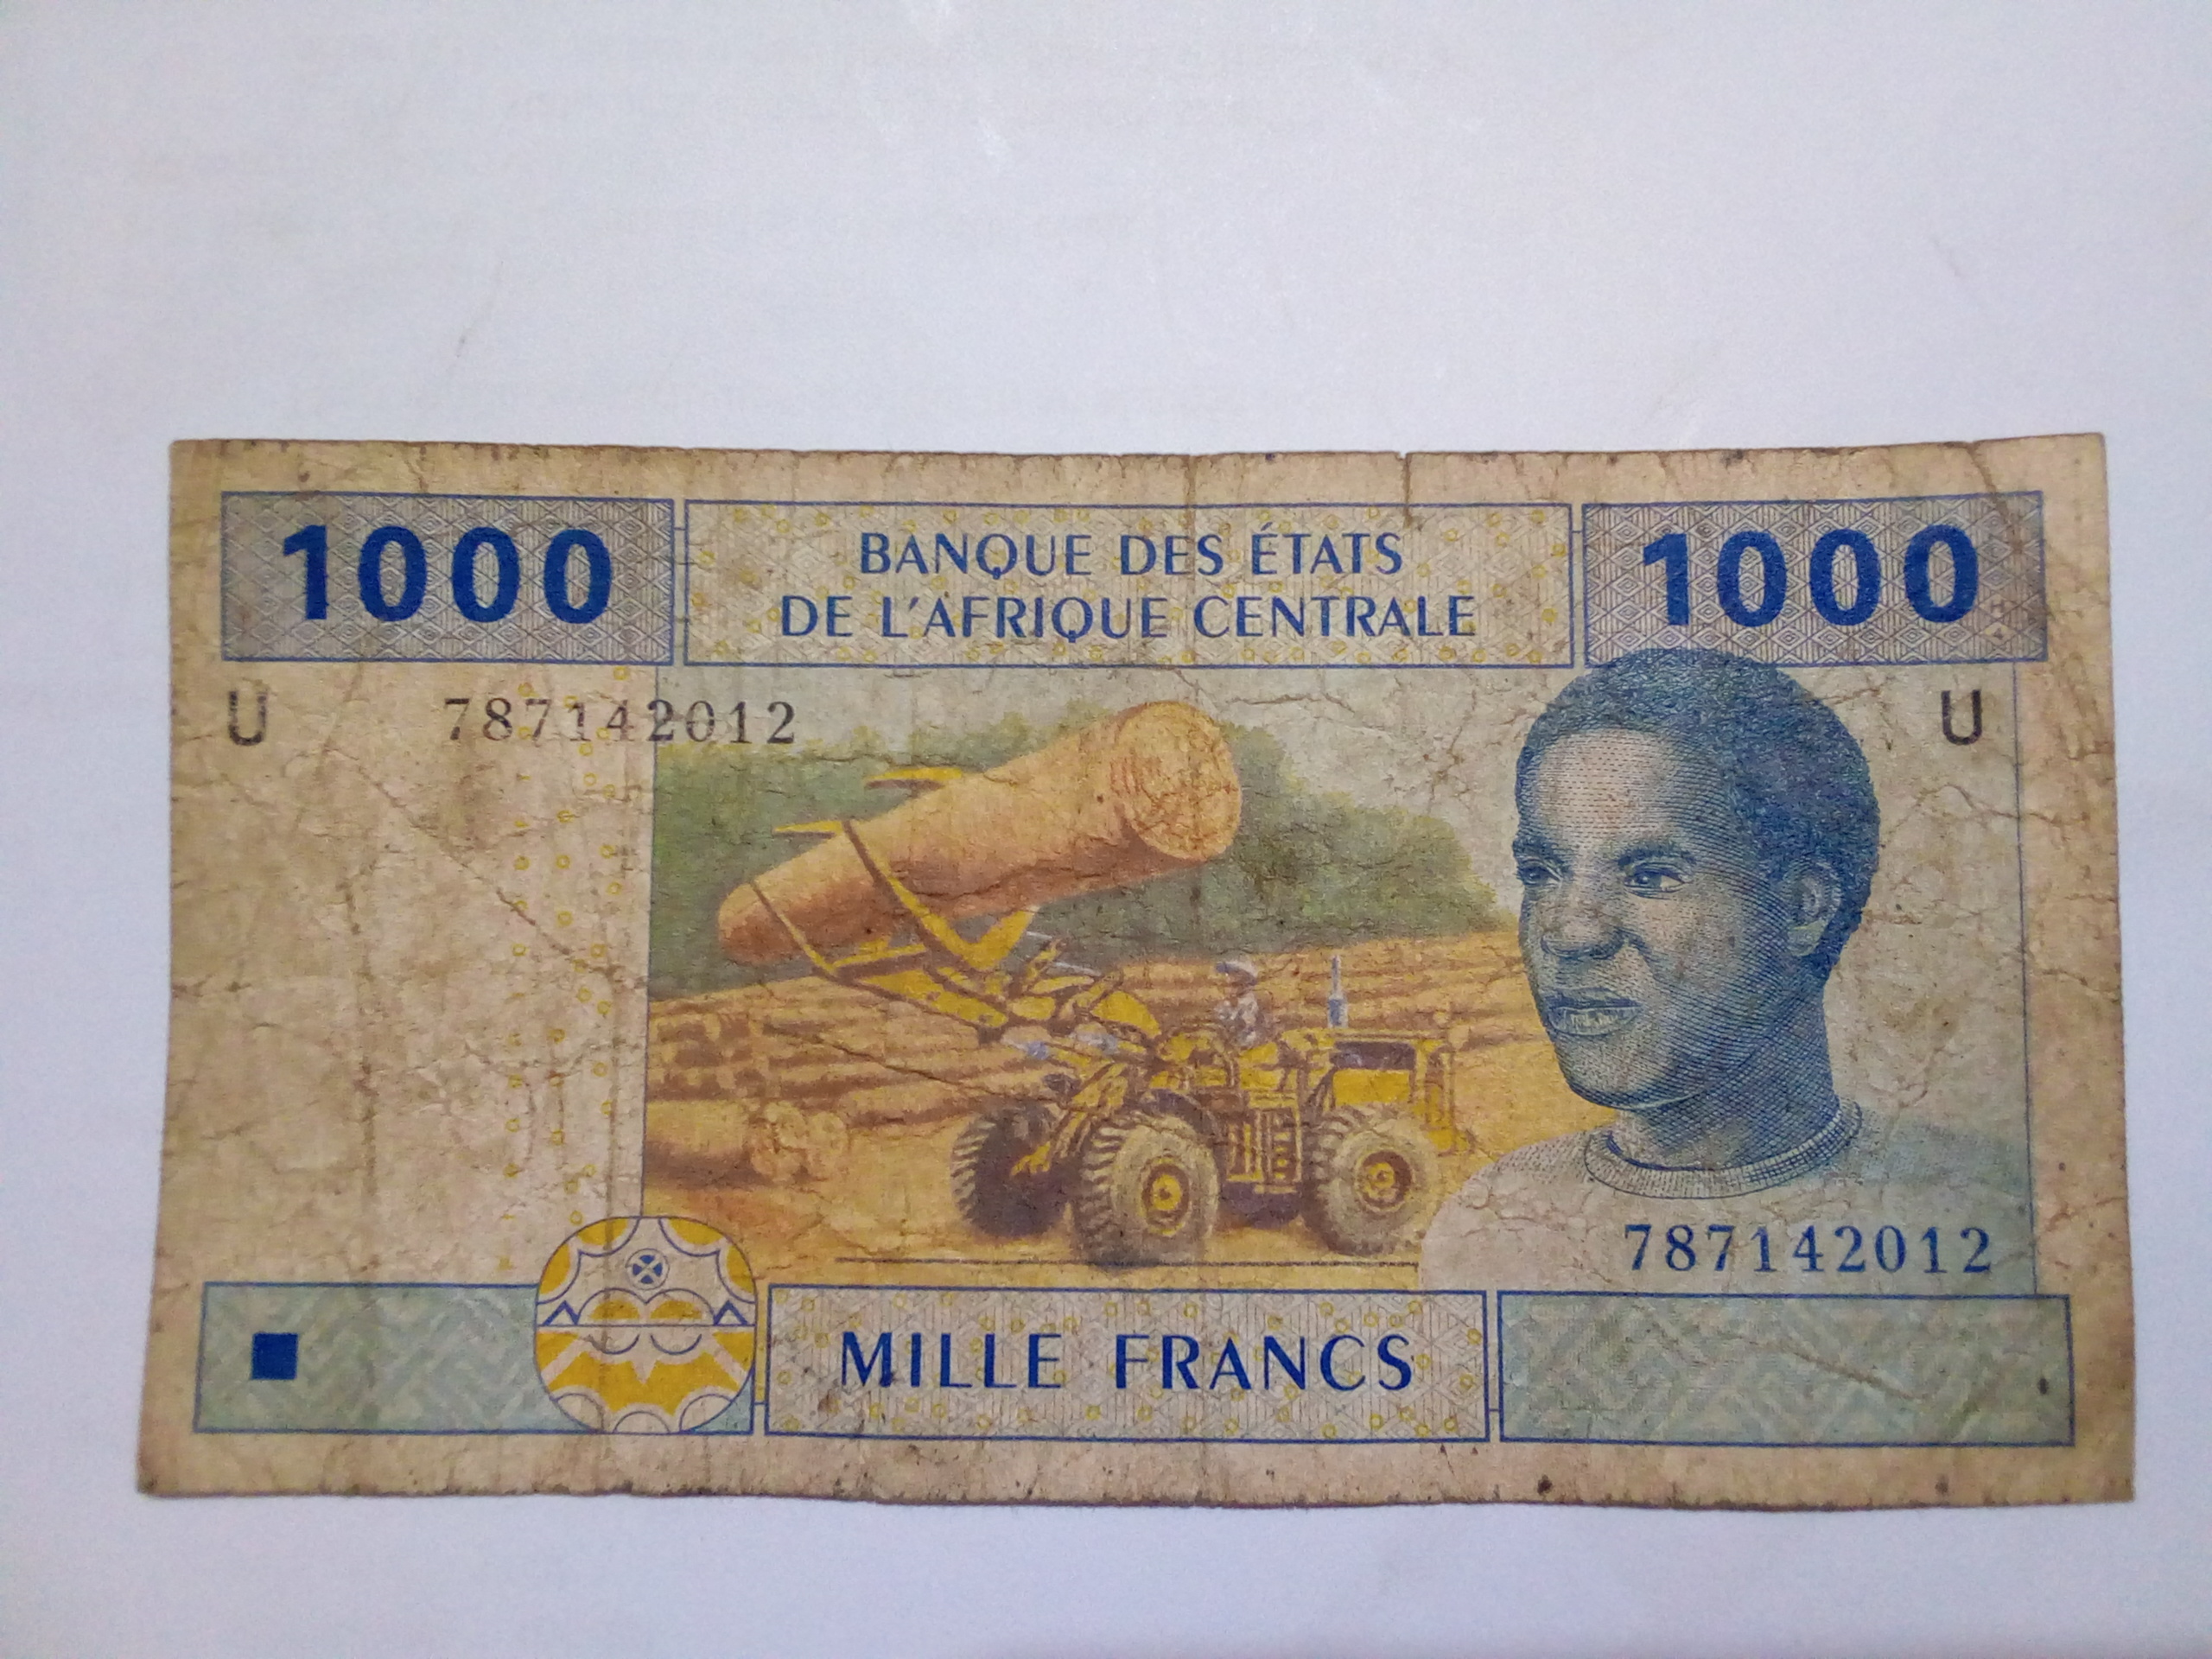 1000
BANQUE DES ÉTATS
DE L'AFRIQUE CENTRALE
1000
U
787142012
U
787142012
MILLE FRANCS